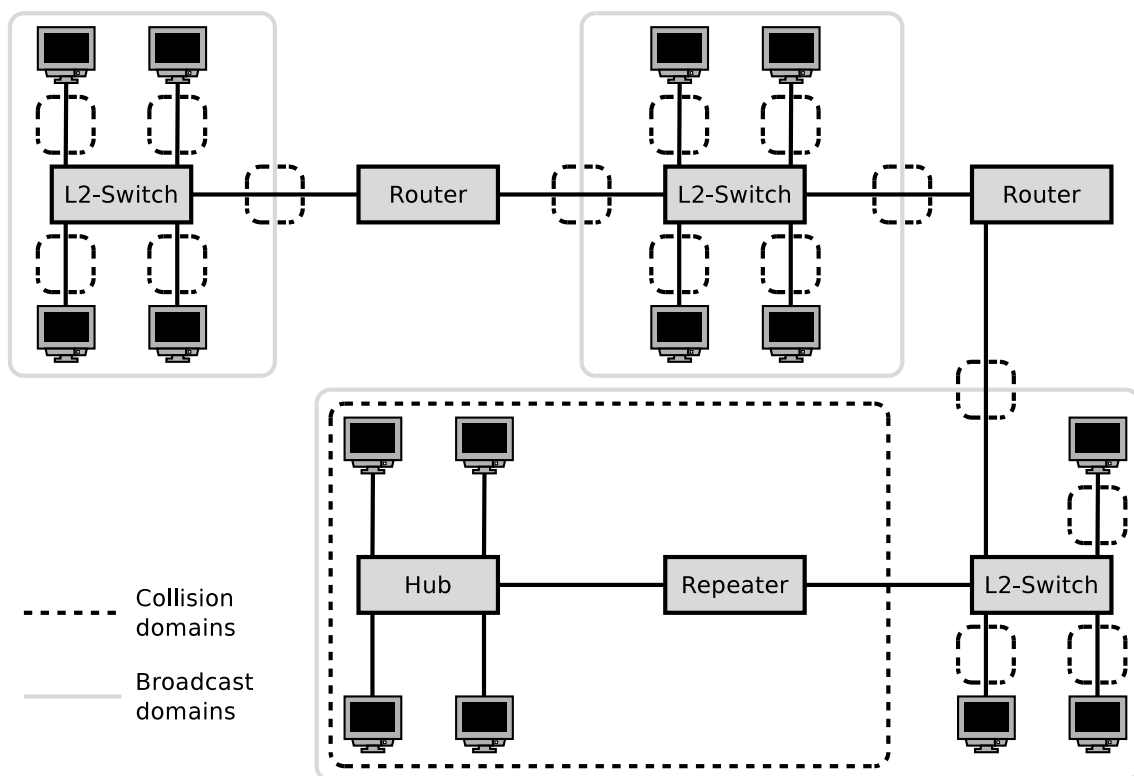 L2-Switch
Router
L2-Switch
Router
Hub
Repeater
L2-Switch
Collision
domains
Broadcast
domains